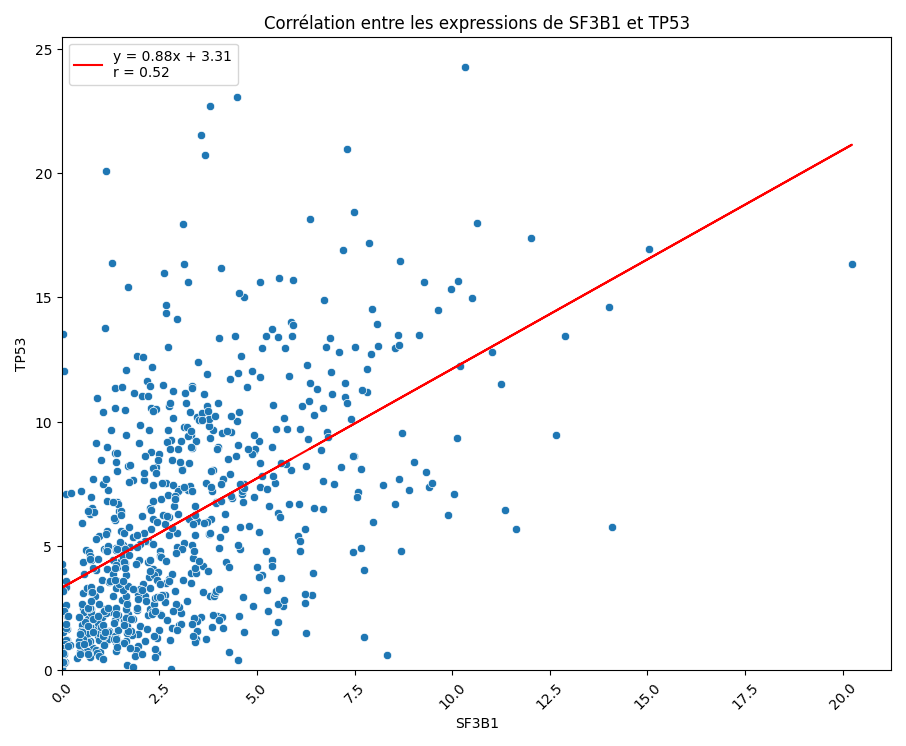 Corrélation entre les expressions de SF3B1 et TP53
y = 0.88x + 3.31
r = 0.52
25
20
15
10
5
0
TP53
0.0 2.5 5.0 7.5 10.0 12.5 15.0 17.5 20.0
SF3B1